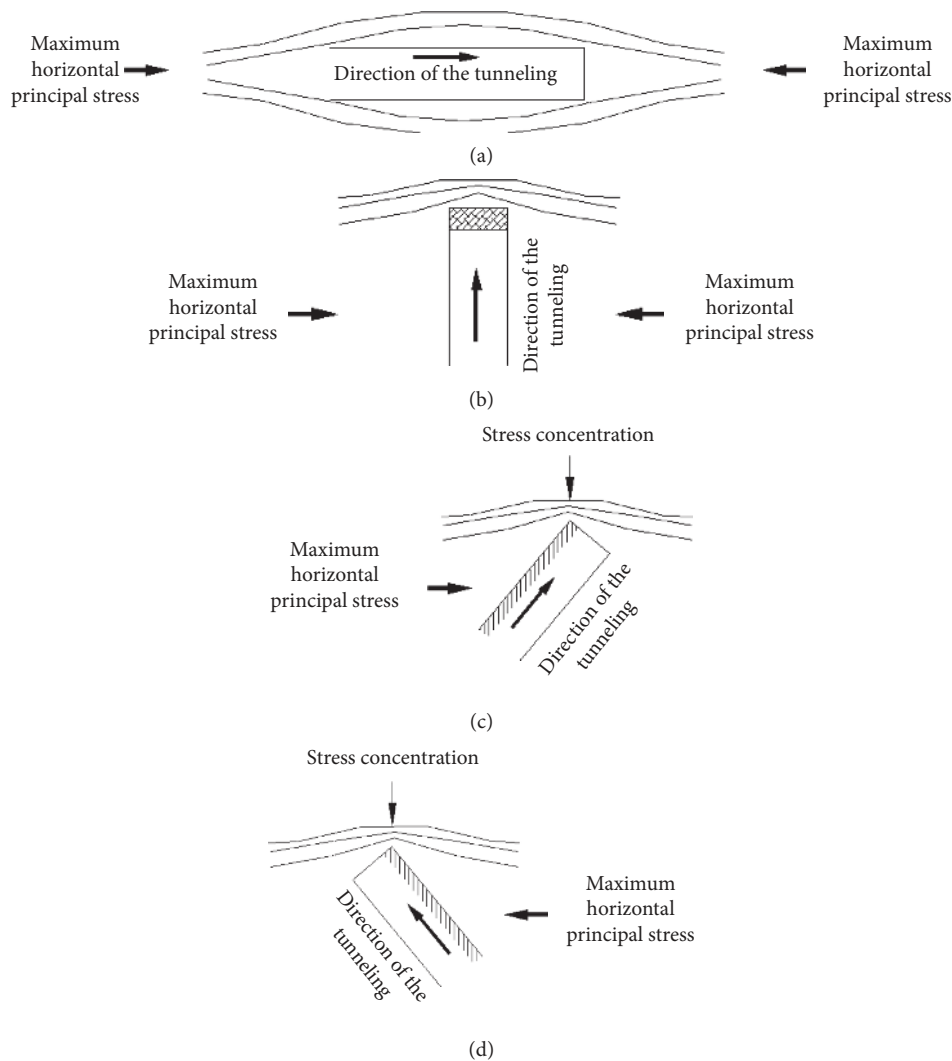 Maximum
horizontal
principal stress
Direction of the tunneling
Maximum
horizontal
principal stress
(a)
Maximum
horizontal
principal stress
Direction of the
tunneling
Maximum
horizontal
principal stress
(b)
Stress concentration
Maximum
horizontal
principal stress
Direction of the
tunneling
(c)
Stress concentration
Direction of the
tunneling
Maximum
horizontal
principal stress
(d)